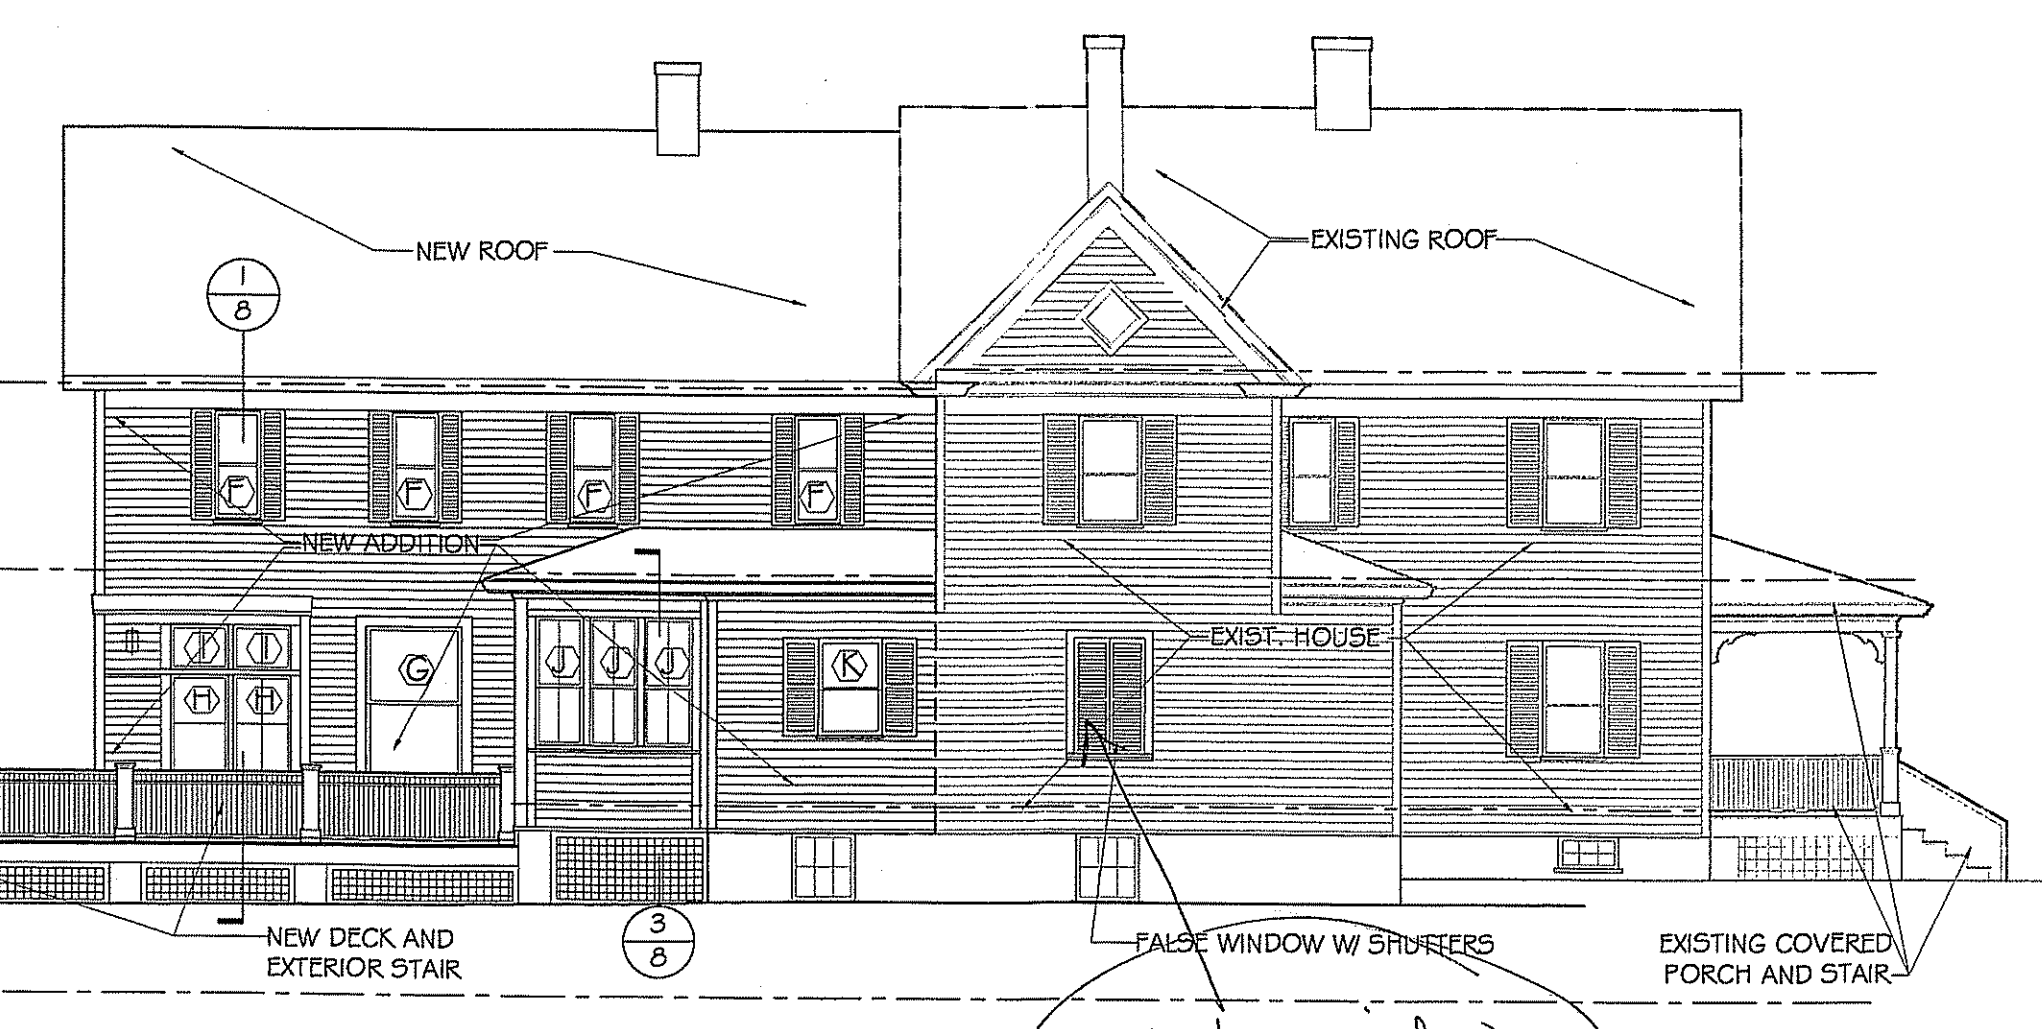 NEW ROOF
EXISTING ROOF
1
8
F
F
F
F
NEW ADDITION
EXIST. HOUSE
I
I
H
H
G
J
J
J
K
NEW DECK AND
EXTERIOR STAIR
3
8
FALSE WINDOW W/ SHUTTERS
EXISTING COVERED
PORCH AND STAIR